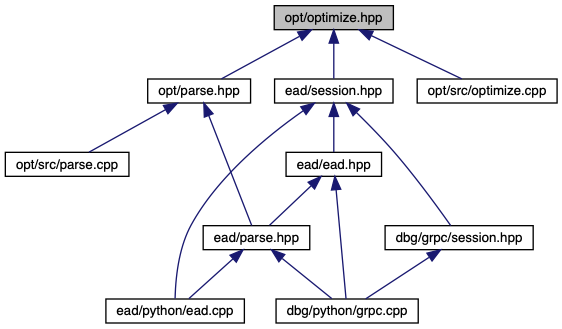 opt/optimize.hpp
opt/parse.hpp
ead/session.hpp
opt/src/optimize.cpp
opt/src/parse.cpp
ead/ead.hpp
ead/parse.hpp
dbg/grpc/session.hpp
ead/python/ead.cpp
dbg/python/grpc.cpp